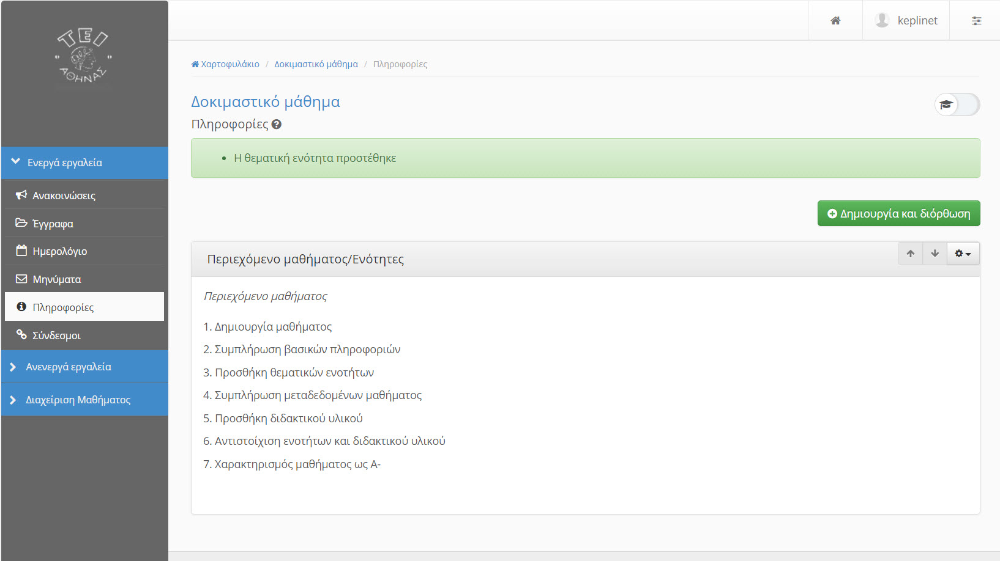 ΤΕΙ
ΑΘΗΝΑΣ
keplinet
Χαρτοφυλάκιο / Δοκιμαστικό μάθημα / Πληροφορίες
Δοκιμαστικό μάθημα
Πληροφορίες
• Η θεματική ενότητα προστέθηκε
Δημιουργία και διόρθωση
Ενεργά εργαλεία
Ανακοινώσεις
Έγγραφα
Ημερολόγιο
Μηνύματα
Πληροφορίες
Σύνδεσμοι
Ανενεργά εργαλεία
Διαχείριση Μαθήματος
Περιεχόμενο μαθήματος/Ενότητες
Περιεχόμενο μαθήματος
1. Δημιουργία μαθήματος
2. Συμπλήρωση βασικών πληροφοριών
3. Προσθήκη θεματικών ενοτήτων
4. Συμπλήρωση μεταδεδομένων μαθήματος
5. Προσθήκη διδακτικού υλικού
6. Αντιστοίχιση ενοτήτων και διδακτικού υλικού
7. Χαρακτηρισμός μαθήματος ως Α-